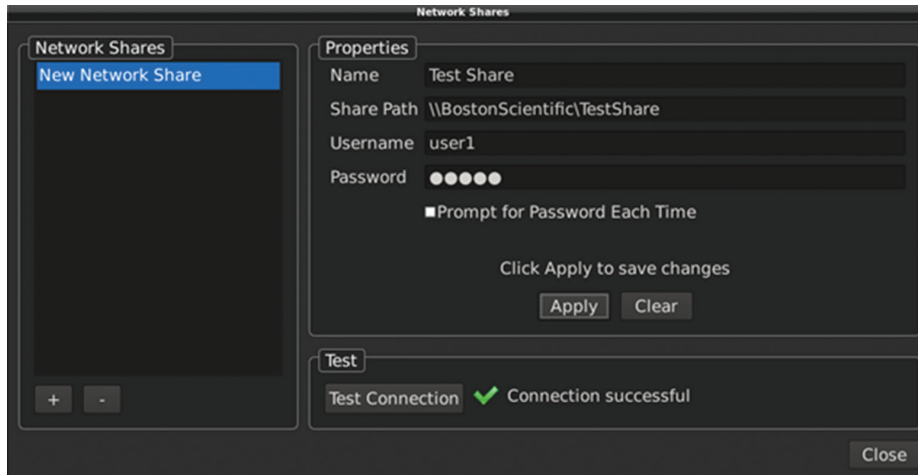 Network Shares
Network Shares
New Network Share
+ -
Properties
Name Test Share
Share Path \\BostonScientific\TestShare
Username user1
Password ●●●●●
Prompt for Password Each Time
Click Apply to save changes
Apply Clear
Test
Test Connection Connection successful
Close